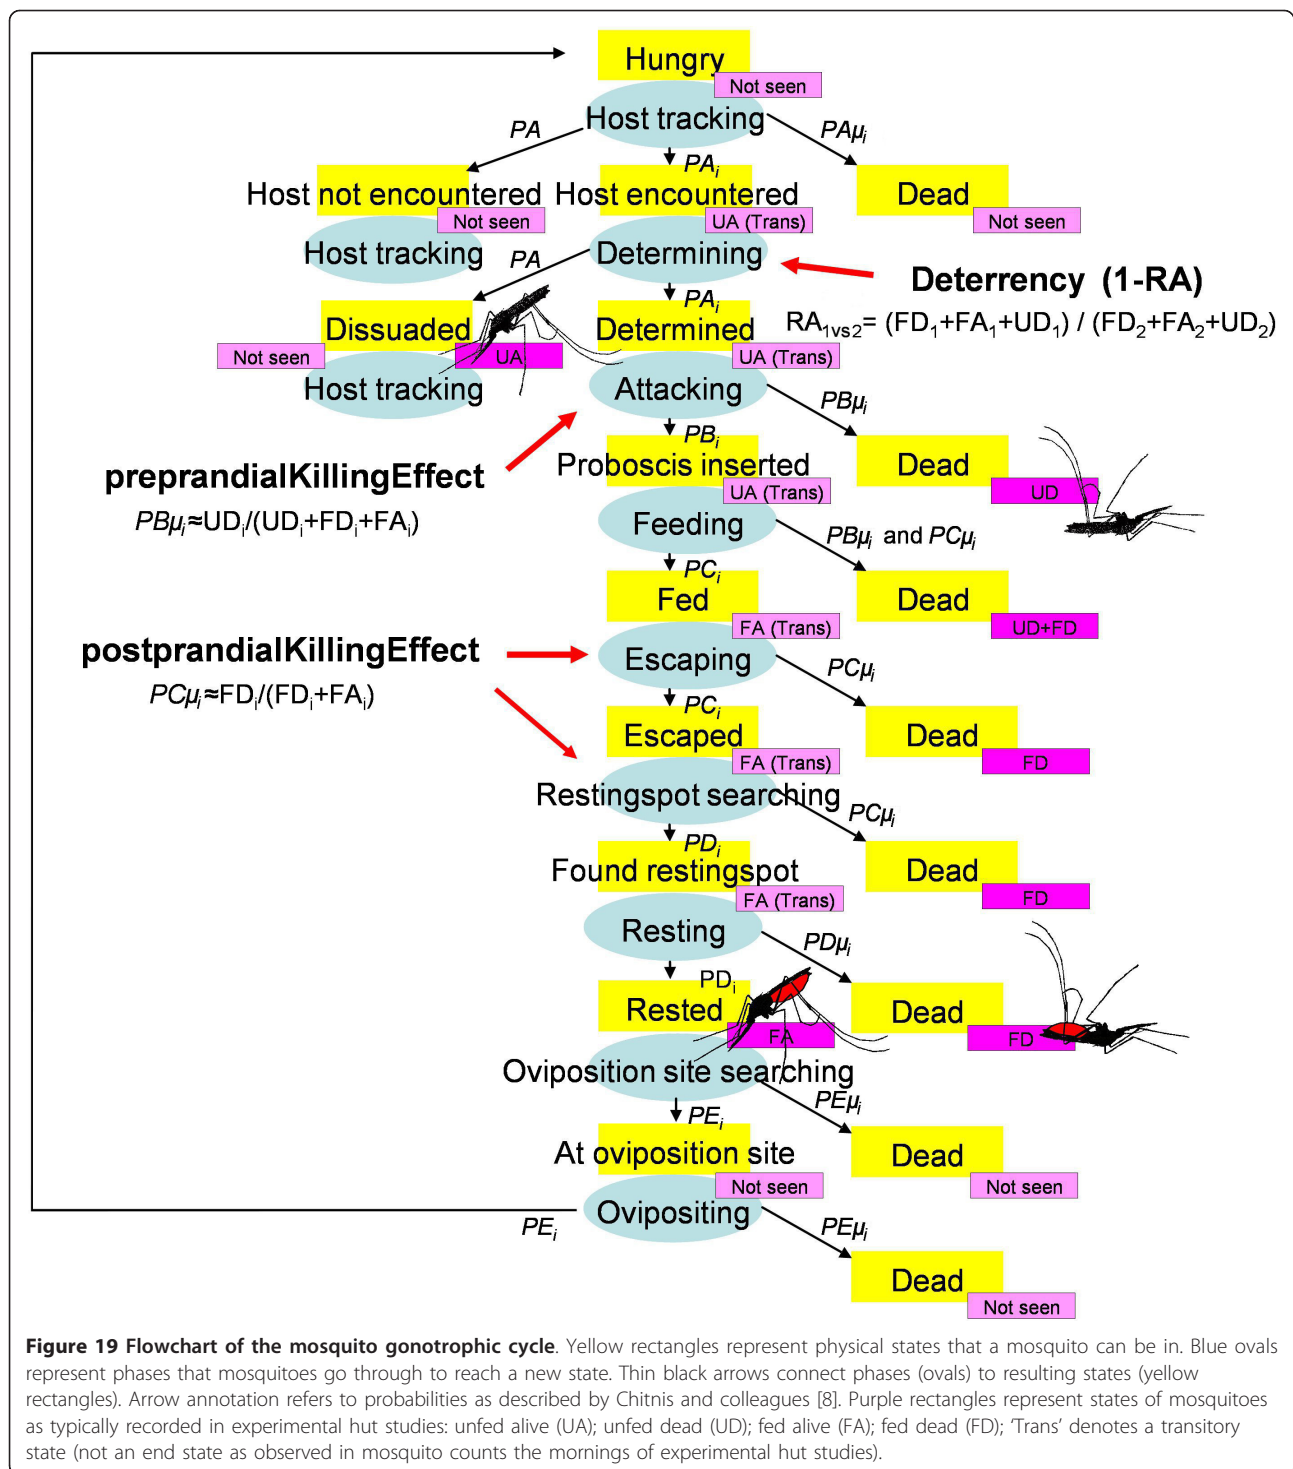 Hungry
Not seen
Host tracking
PA
PAμi
PAi
Host not encountered
Host encountered
Dead
Not seen
UA (Trans)
Not seen
Host tracking
Determining
PA
PAi
Deterrency (1-RA)
RA1vs2= (FD1+FA1+UD1) / (FD2+FA2+UD2)
Dissuaded
Determined
Not seen
UA
UA (Trans)
Host tracking
Attacking
PBμi
PBi
preprandialKillingEffect
PBμi≈UDi/(UDi+FDi+FAi)
Proboscis inserted
Dead
UA (Trans)
UD
Feeding
PBμi and PCμi
PCi
Fed
Dead
FA (Trans)
UD+FD
postprandialKillingEffect
PCμi≈FDi/(FDi+FAi)
Escaping
PCμi
PCi
Escaped
Dead
FA (Trans)
FD
Restingspot searching
PCμi
PDi
Found restingspot
Dead
FA (Trans)
FD
Resting
PDμi
PDi
Rested
Dead
FA
FD
Oviposition site searching
PEμi
PEi
At oviposition site
Dead
Not seen
Not seen
Ovipositing
PEi
PEμi
Dead
Not seen
Figure 19 Flowchart of the mosquito gonotrophic cycle. Yellow rectangles represent physical states that a mosquito can be in. Blue ovals
represent phases that mosquitoes go through to reach a new state. Thin black arrows connect phases (ovals) to resulting states (yellow
rectangles). Arrow annotation refers to probabilities as described by Chitnis and colleagues [8]. Purple rectangles represent states of mosquitoes
as typically recorded in experimental hut studies: unfed alive (UA); unfed dead (UD); fed alive (FA); fed dead (FD); ‘Trans’ denotes a transitory
state (not an end state as observed in mosquito counts the mornings of experimental hut studies).